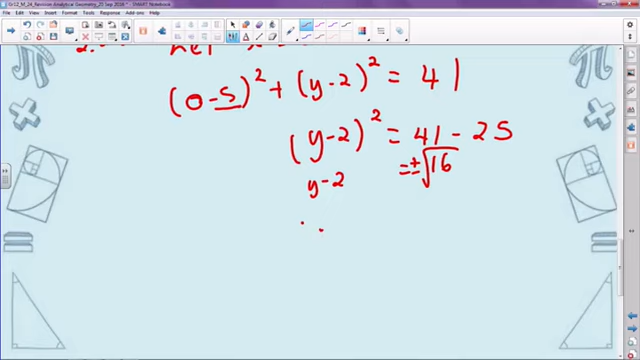 Gr12_M_24_Revision Analytical Geometry_20 Sep 2016 - SMART Notebook
File Edit View Insert Format Tools Add-ons Response Help
(0-5)² + (y-2)² = 41
(y-2)² = 41 - 25
y-2 = ±√16